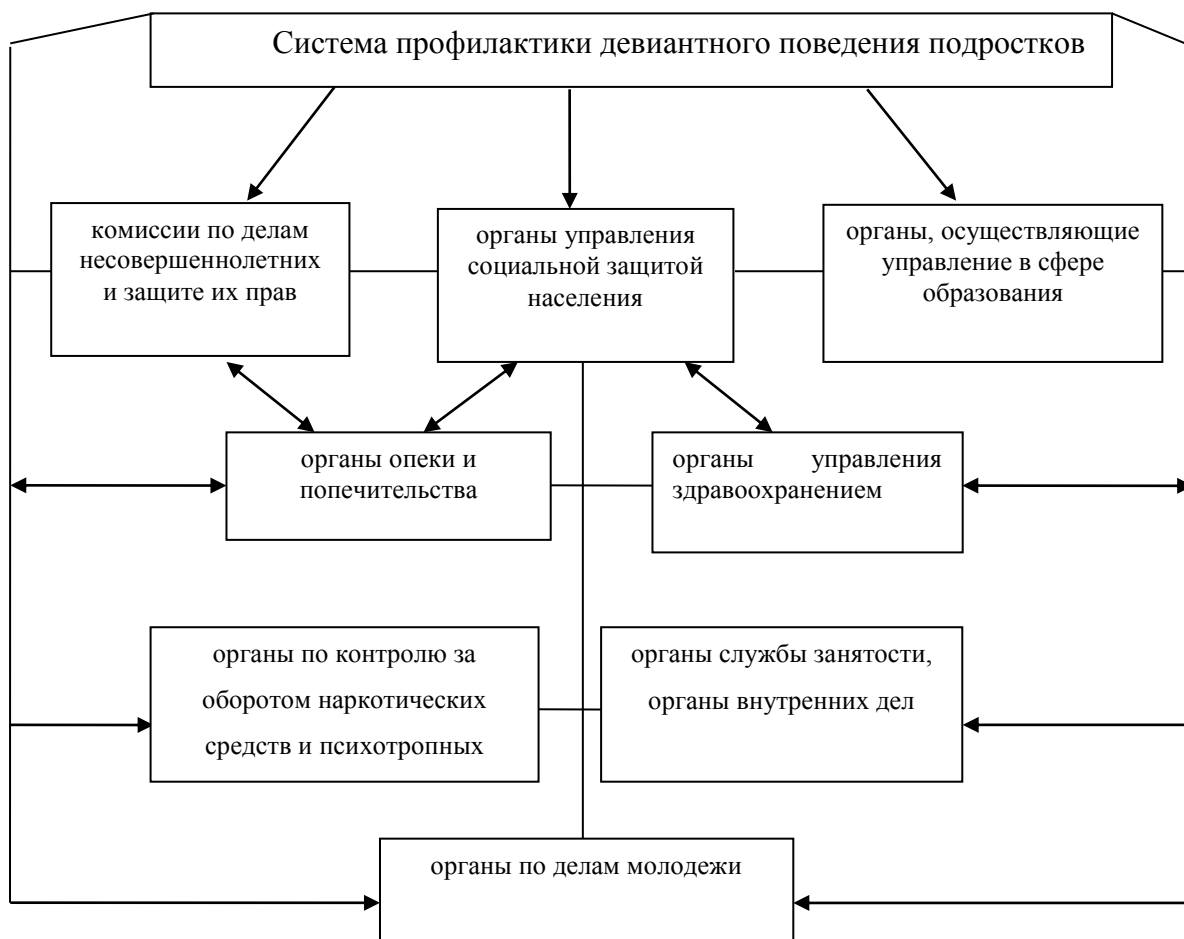 Система профилактики девиантного поведения подростков
комиссии по делам
несовершеннолетних
и защите их прав
органы управления
социальной защитой
населения
органы, осуществляющие
управление в сфере
образования
органы опеки и
попечительства
органы управления
здравоохранением
органы по контролю за
оборотом наркотических
средств и психотропных
органы службы занятости,
органы внутренних дел
органы по делам молодежи